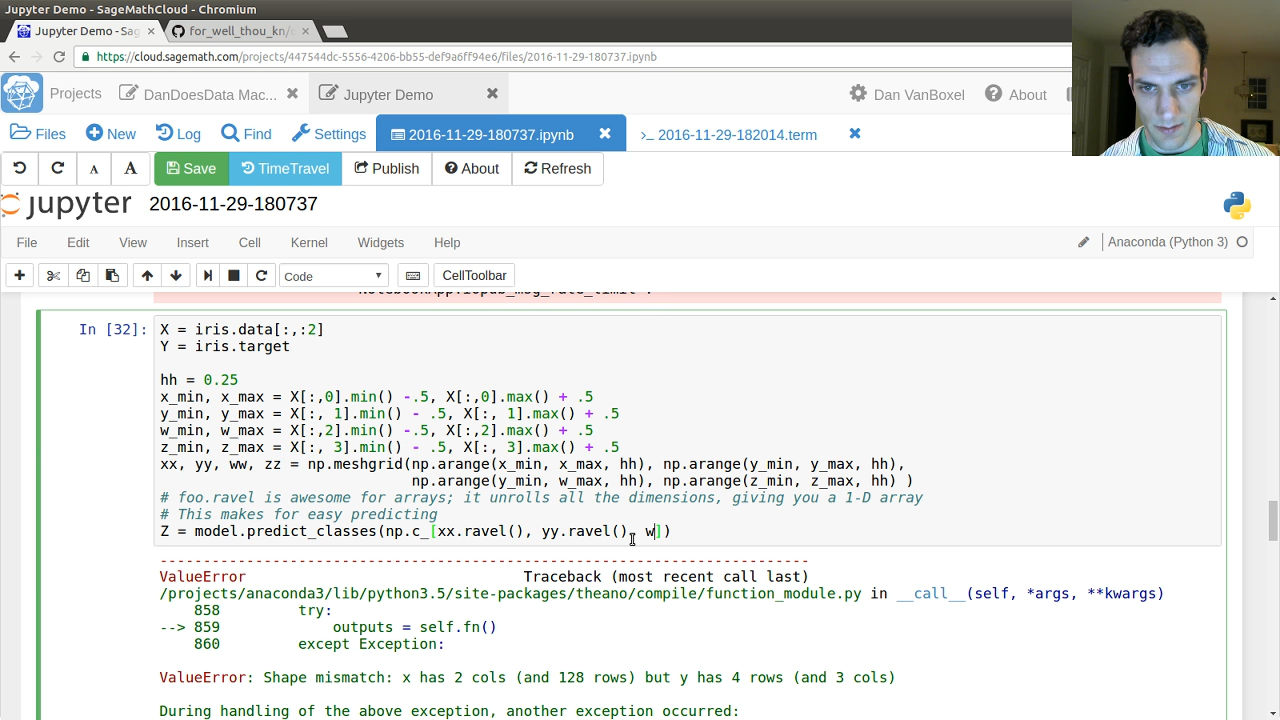 Jupyter Demo - SageMathCloud - Chromium
Jupyter Demo - Sag × for_well_thou_kn/ ×
https://cloud.sagemath.com/projects/447544dc-5556-4206-bb55-def9a6ff94e6/files/2016-11-29-180737.ipynb
Projects DanDoesData Mac... Jupyter Demo Dan VanBoxel About
Files New Log Find Settings 2016-11-29-180737.ipynb 2016-11-29-182014.term
A A Save TimeTravel Publish About Refresh
jupyter 2016-11-29-180737
File Edit View Insert Cell Kernel Widgets Help Anaconda (Python 3)
Code CellToolbar
In [32]: X = iris.data[:,:2]
Y = iris.target
hh = 0.25
x_min, x_max = X[:,0].min() -.5, X[:,0].max() + .5
y_min, y_max = X[:, 1].min() - .5, X[:, 1].max() + .5
w_min, w_max = X[:,2].min() -.5, X[:,2].max() + .5
z_min, z_max = X[:, 3].min() - .5, X[:, 3].max() + .5
xx, yy, ww, zz = np.meshgrid(np.arange(x_min, x_max, hh), np.arange(y_min, y_max, hh),
np.arange(y_min, w_max, hh), np.arange(z_min, z_max, hh) )
# foo.ravel is awesome for arrays; it unrolls all the dimensions, giving you a 1-D array
# This makes for easy predicting
Z = model.predict_classes(np.c_[xx.ravel(), yy.ravel(), w])
---------------------------------------------------------------------------
ValueError Traceback (most recent call last)
/projects/anaconda3/lib/python3.5/site-packages/theano/compile/function_module.py in __call__(self, *args, **kwargs)
858 try:
--> 859 outputs = self.fn()
860 except Exception:
ValueError: Shape mismatch: x has 2 cols (and 128 rows) but y has 4 rows (and 3 cols)
During handling of the above exception, another exception occurred: